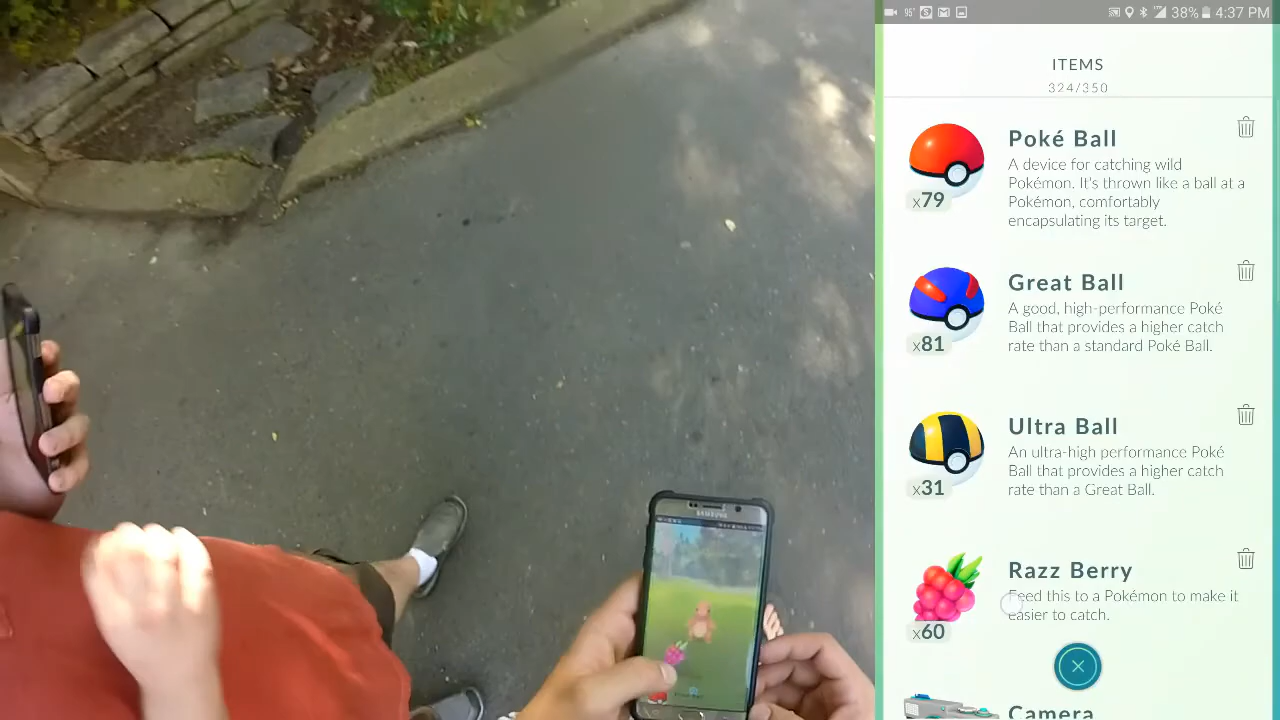 95°
38%
4:37 PM
ITEMS
324/350
Poké Ball
A device for catching wild
Pokémon. It's thrown like a ball at a
Pokémon, comfortably
encapsulating its target.
x79
Great Ball
A good, high-performance Poké
Ball that provides a higher catch
rate than a standard Poké Ball.
x81
Ultra Ball
An ultra-high performance Poké
Ball that provides a higher catch
rate than a Great Ball.
x31
Razz Berry
Feed this to a Pokémon to make it
easier to catch.
x60
Camera
SAMSUNG